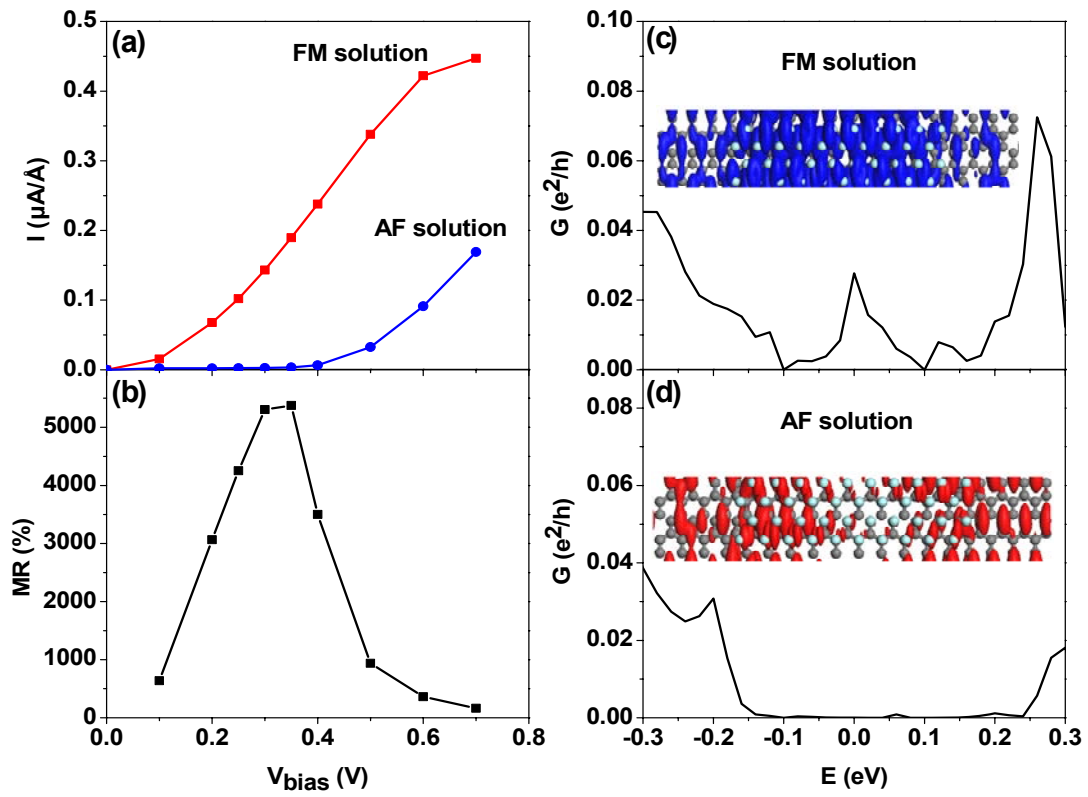 (a)
FM solution
AF solution
I (µA/Å)
0.5
0.4
0.3
0.2
0.1
0.0
(b)
MR (%)
5000
4000
3000
2000
1000
0
0.0 0.2 0.4 0.6 0.8
Vbias (V)
(c)
FM solution
G (e²/h)
0.10
0.08
0.06
0.04
0.02
0.00
(d)
AF solution
G (e²/h)
0.08
0.06
0.04
0.02
0.00
-0.3 -0.2 -0.1 0.0 0.1 0.2 0.3
E (eV)